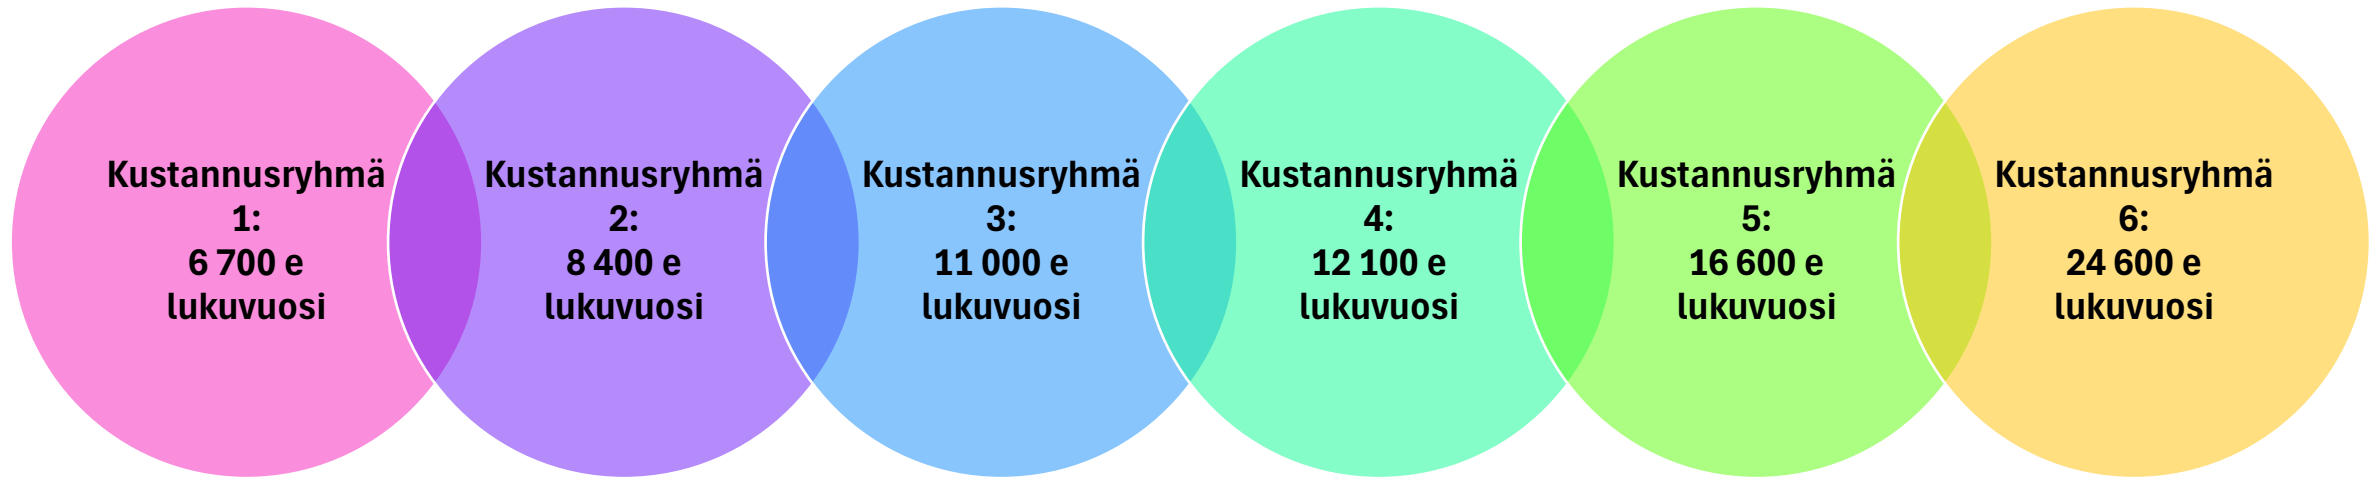 Kustannusryhmä
1:
6 700 e
lukuvuosi
Kustannusryhmä
2:
8 400 e
lukuvuosi
Kustannusryhmä
3:
11 000 e
lukuvuosi
Kustannusryhmä
4:
12 100 e
lukuvuosi
Kustannusryhmä
5:
16 600 e
lukuvuosi
Kustannusryhmä
6:
24 600 e
lukuvuosi